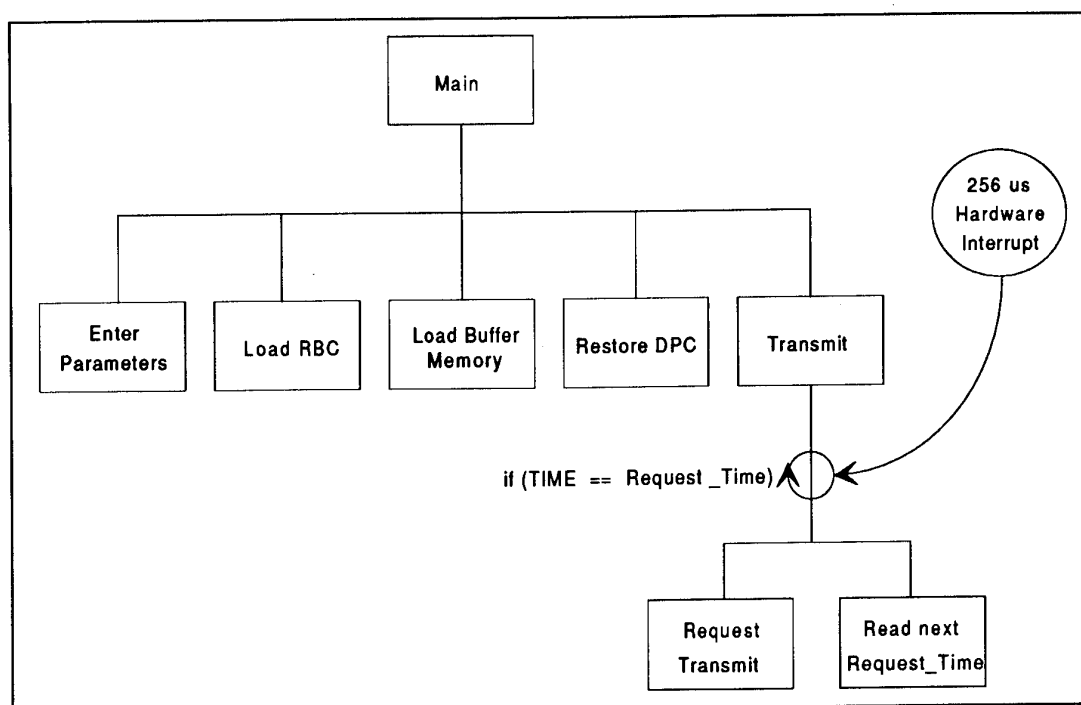 Main
256 us
Hardware
Interrupt
Enter
Parameters
Load RBC
Load Buffer
Memory
Restore DPC
Transmit
if (TIME == Request _Time)
Request
Transmit
Read next
Request_Time